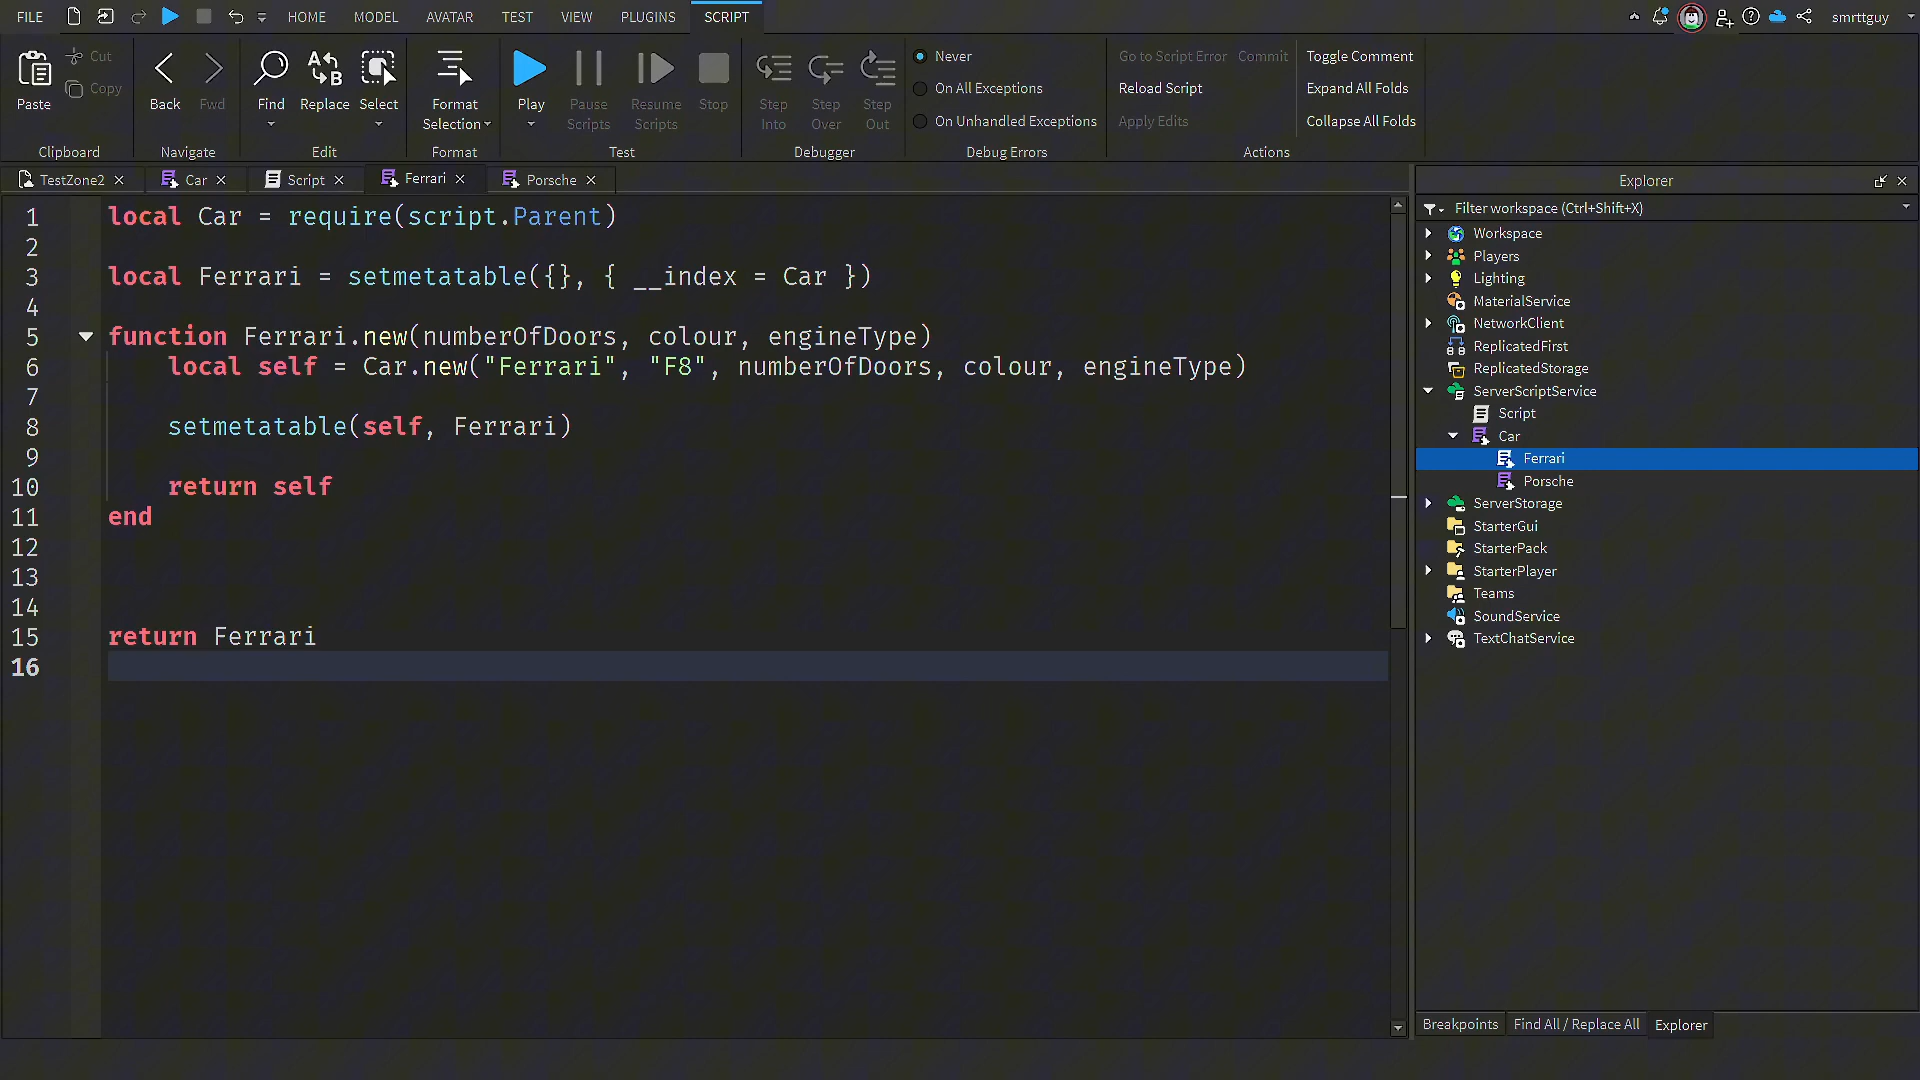 FILE HOME MODEL AVATAR TEST VIEW PLUGINS SCRIPT smrttguy
Paste Cut Copy
Clipboard
Back Fwd
Navigate
Find Replace Select
Edit
Format Selection
Format
Play Pause Scripts Resume Scripts Stop
Test
Step Into Step Over Step Out
Debugger
Never
On All Exceptions
On Unhandled Exceptions
Debug Errors
Go to Script Error Commit
Reload Script
Apply Edits
Toggle Comment
Expand All Folds
Collapse All Folds
Actions
TestZone2 Car Script Ferrari Porsche
1 local Car = require(script.Parent)
2
3 local Ferrari = setmetatable({}, { __index = Car })
4
5 function Ferrari.new(numberOfDoors, colour, engineType)
6 local self = Car.new("Ferrari", "F8", numberOfDoors, colour, engineType)
7
8 setmetatable(self, Ferrari)
9
10 return self
11 end
12
13
14
15 return Ferrari
16
Explorer
Filter workspace (Ctrl+Shift+X)
Workspace
Players
Lighting
MaterialService
NetworkClient
ReplicatedFirst
ReplicatedStorage
ServerScriptService
Script
Car
Ferrari
Porsche
ServerStorage
StarterGui
StarterPack
StarterPlayer
Teams
SoundService
TextChatService
Breakpoints Find All / Replace All Explorer